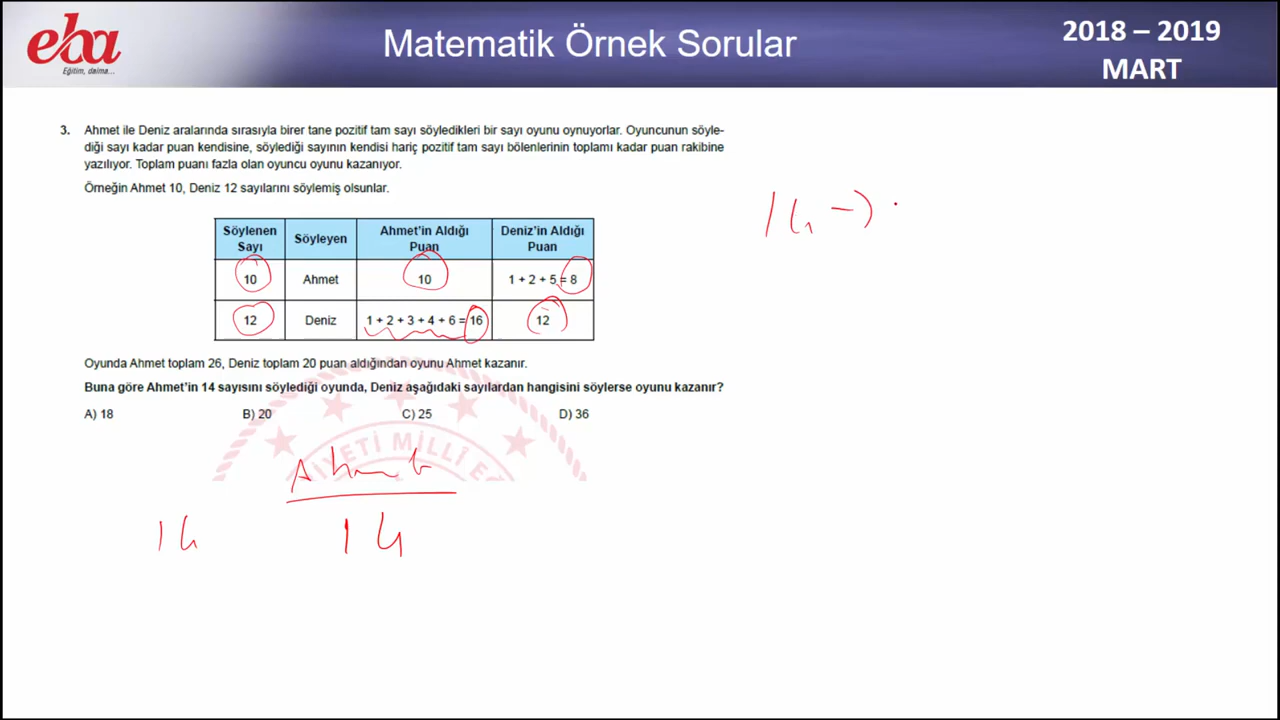 eba
Eğitim, daima...
Matematik Örnek Sorular
2018 – 2019
MART
3. Ahmet ile Deniz aralarında sırasıyla birer tane pozitif tam sayı söyledikleri bir sayı oyunu oynuyorlar. Oyuncunun söyle-
diği sayı kadar puan kendisine, söylediği sayının kendisi hariç pozitif tam sayı bölenlerinin toplamı kadar puan rakibine
yazılıyor. Toplam puanı fazla olan oyuncu oyunu kazanıyor.
Örneğin Ahmet 10, Deniz 12 sayılarını söylemiş olsunlar.
Söylenen Sayı Söyleyen Ahmet'in Aldığı Puan Deniz'in Aldığı Puan
10 Ahmet 10 1 + 2 + 5 = 8
12 Deniz 1 + 2 + 3 + 4 + 6 = 16 12
Oyunda Ahmet toplam 26, Deniz toplam 20 puan aldığından oyunu Ahmet kazanır.
Buna göre Ahmet'in 14 sayısını söylediği oyunda, Deniz aşağıdaki sayılardan hangisini söylerse oyunu kazanır?
A) 18 B) 20 C) 25 D) 36
14 →
Ahmet
14 14